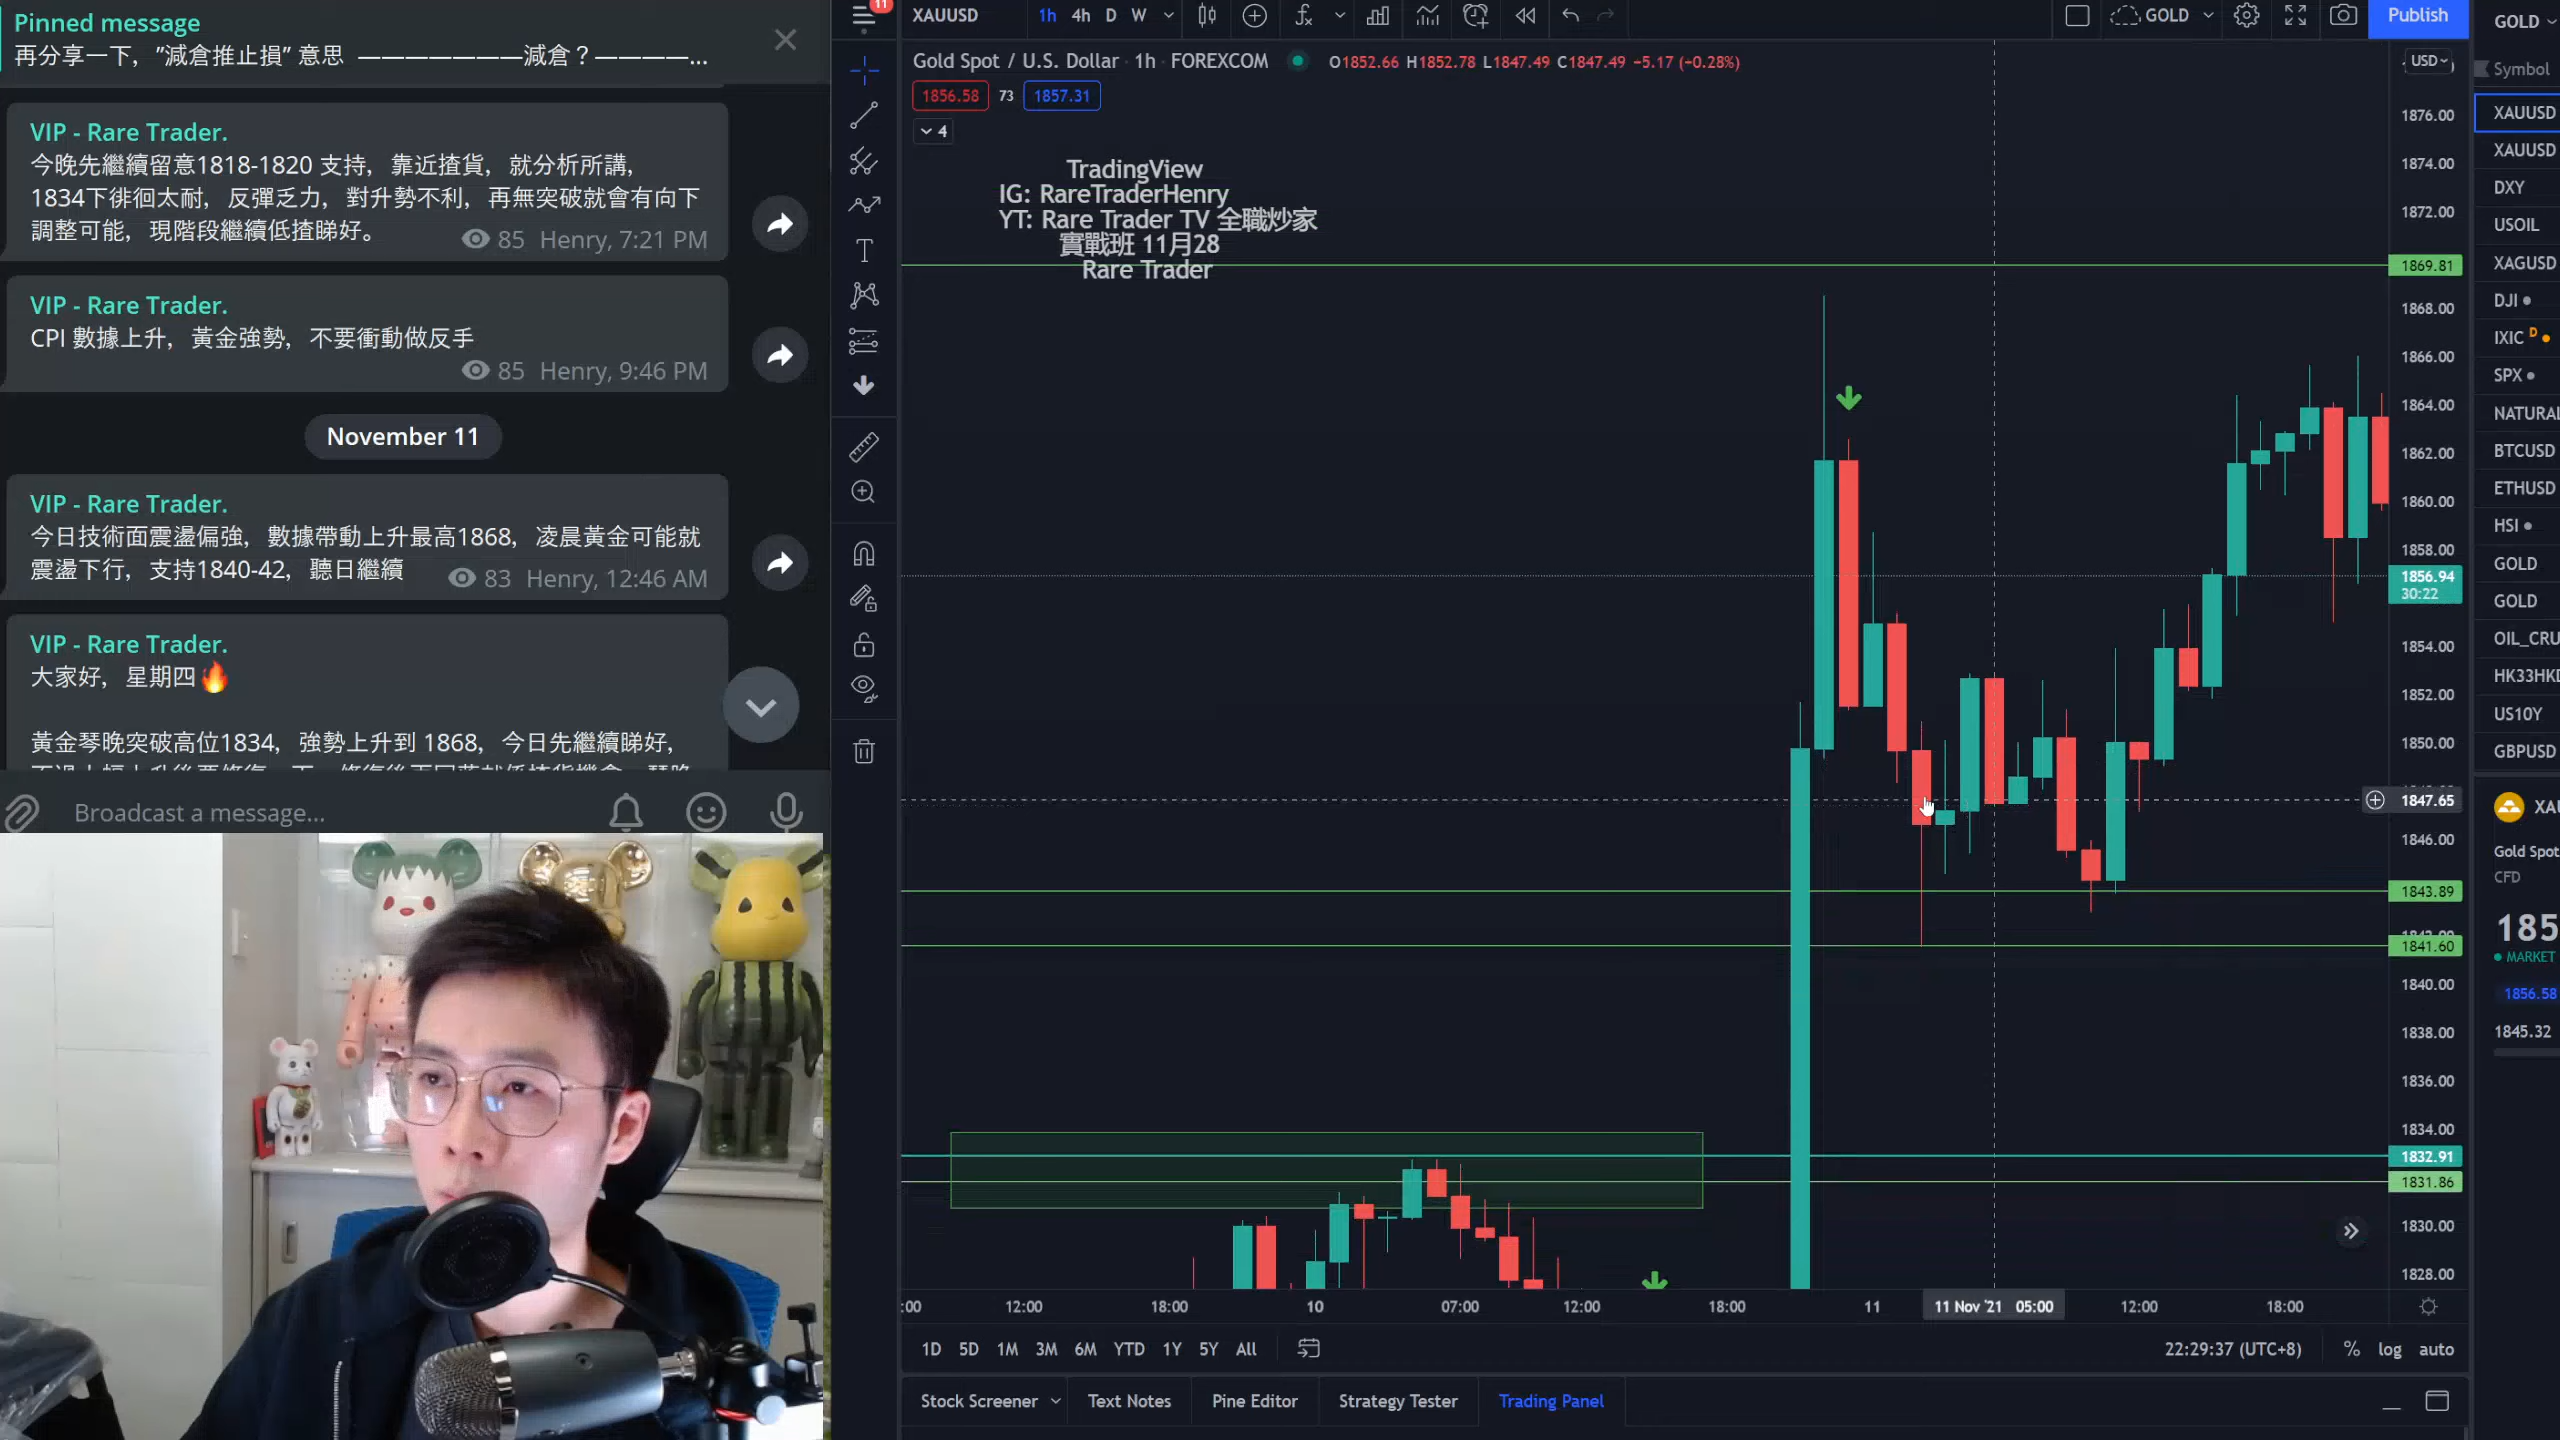 Pinned message
再分享一下，”減倉推止損” 意思 ———————減倉？————...
VIP - Rare Trader.
今晚先繼續留意1818-1820 支持，靠近揸貨，就分析所講，
1834下徘徊太耐，反彈乏力，對升勢不利，再無突破就會有向下
調整可能，現階段繼續低揸睇好。
85 Henry, 7:21 PM
VIP - Rare Trader.
CPI 數據上升，黃金強勢，不要衝動做反手
85 Henry, 9:46 PM
November 11
VIP - Rare Trader.
今日技術面震盪偏強，數據帶動上升最高1868，凌晨黃金可能就
震盪下行，支持1840-42，聽日繼續
83 Henry, 12:46 AM
VIP - Rare Trader.
大家好，星期四🔥
黃金琴晚突破高位1834，強勢上升到 1868，今日先繼續睇好，
Broadcast a message...
11
XAUUSD 1h 4h D W
GOLD
Publish
Gold Spot / U.S. Dollar · 1h · FOREXCOM O1852.66 H1852.78 L1847.49 C1847.49 −5.17 (−0.28%)
1856.58 73 1857.31
4
TradingView
IG: RareTraderHenry
YT: Rare Trader TV 全職炒家
實戰班 11月28
Rare Trader
USD
1876.00
1874.00
1872.00
1869.81
1868.00
1866.00
1864.00
1862.00
1860.00
1858.00
1856.94
30:22
1854.00
1852.00
1850.00
1847.65
1846.00
1843.89
1841.60
1840.00
1838.00
1836.00
1834.00
1832.91
1831.86
1830.00
1828.00
:00 12:00 18:00 10 07:00 12:00 18:00 11 11 Nov '21 05:00 12:00 18:00
1D 5D 1M 3M 6M YTD 1Y 5Y All
22:29:37 (UTC+8) % log auto
Stock Screener Text Notes Pine Editor Strategy Tester Trading Panel
GOLD
Symbol
XAUUSD
XAUUSD
DXY
USOIL
XAGUSD
DJI
IXIC D
SPX
NATURAL
BTCUSD
ETHUSD
HSI
GOLD
GOLD
OIL_CRU
HK33HKD
US10Y
GBPUSD
XAU
Gold Spot
CFD
185
MARKET
1856.58
1845.32